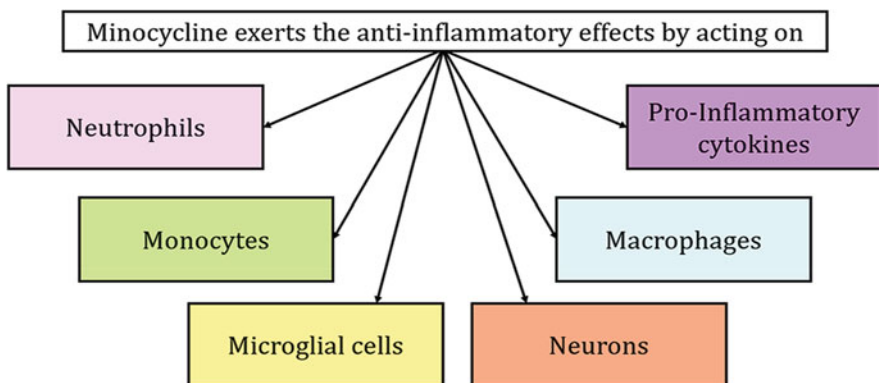 Minocycline exerts the anti-inflammatory effects by acting on
Neutrophils
Pro-Inflammatory
cytokines
Monocytes
Macrophages
Microglial cells
Neurons